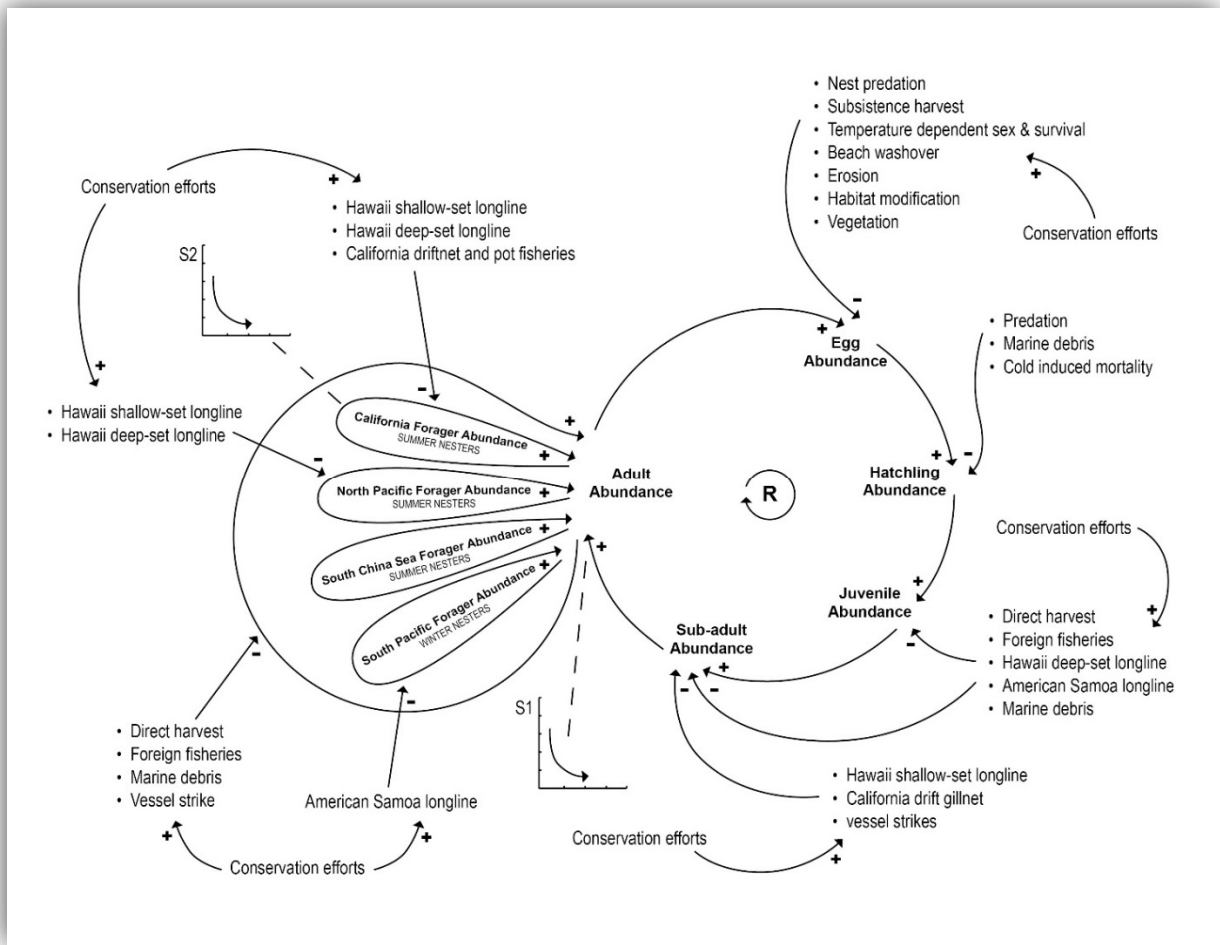 • Nest predation
• Subsistence harvest
• Temperature dependent sex & survival
• Beach washover
• Erosion
• Habitat modification
• Vegetation
+
Conservation efforts
Conservation efforts
+
• Hawaii shallow-set longline
• Hawaii deep-set longline
• California driftnet and pot fisheries
S2
+
• Hawaii shallow-set longline
• Hawaii deep-set longline
-
+
Egg
Abundance
• Predation
• Marine debris
• Cold induced mortality
-
California Forager Abundance
SUMMER NESTERS
+
+
-
North Pacific Forager Abundance
SUMMER NESTERS
+
South China Sea Forager Abundance
SUMMER NESTERS
+
South Pacific Forager Abundance
WINTER NESTERS
+
-
-
Adult
Abundance
R
+
-
Hatchling
Abundance
Conservation efforts
+
+
Juvenile
Abundance
-
• Direct harvest
• Foreign fisheries
• Hawaii deep-set longline
• American Samoa longline
• Marine debris
+
Sub-adult
Abundance
+
-
-
S1
• Direct harvest
• Foreign fisheries
• Marine debris
• Vessel strike
American Samoa longline
+
+
Conservation efforts
• Hawaii shallow-set longline
• California drift gillnet
• vessel strikes
Conservation efforts
+